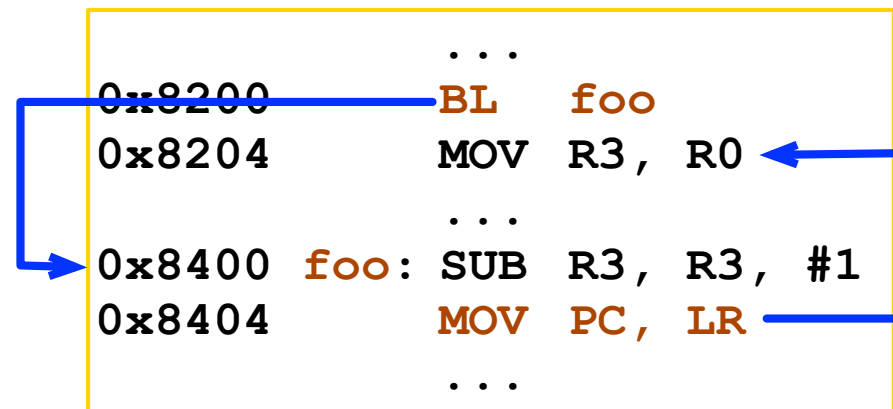 ...
0x8200 BL foo
0x8204 MOV R3, R0
...
0x8400 foo: SUB R3, R3, #1
0x8404 MOV PC, LR
...